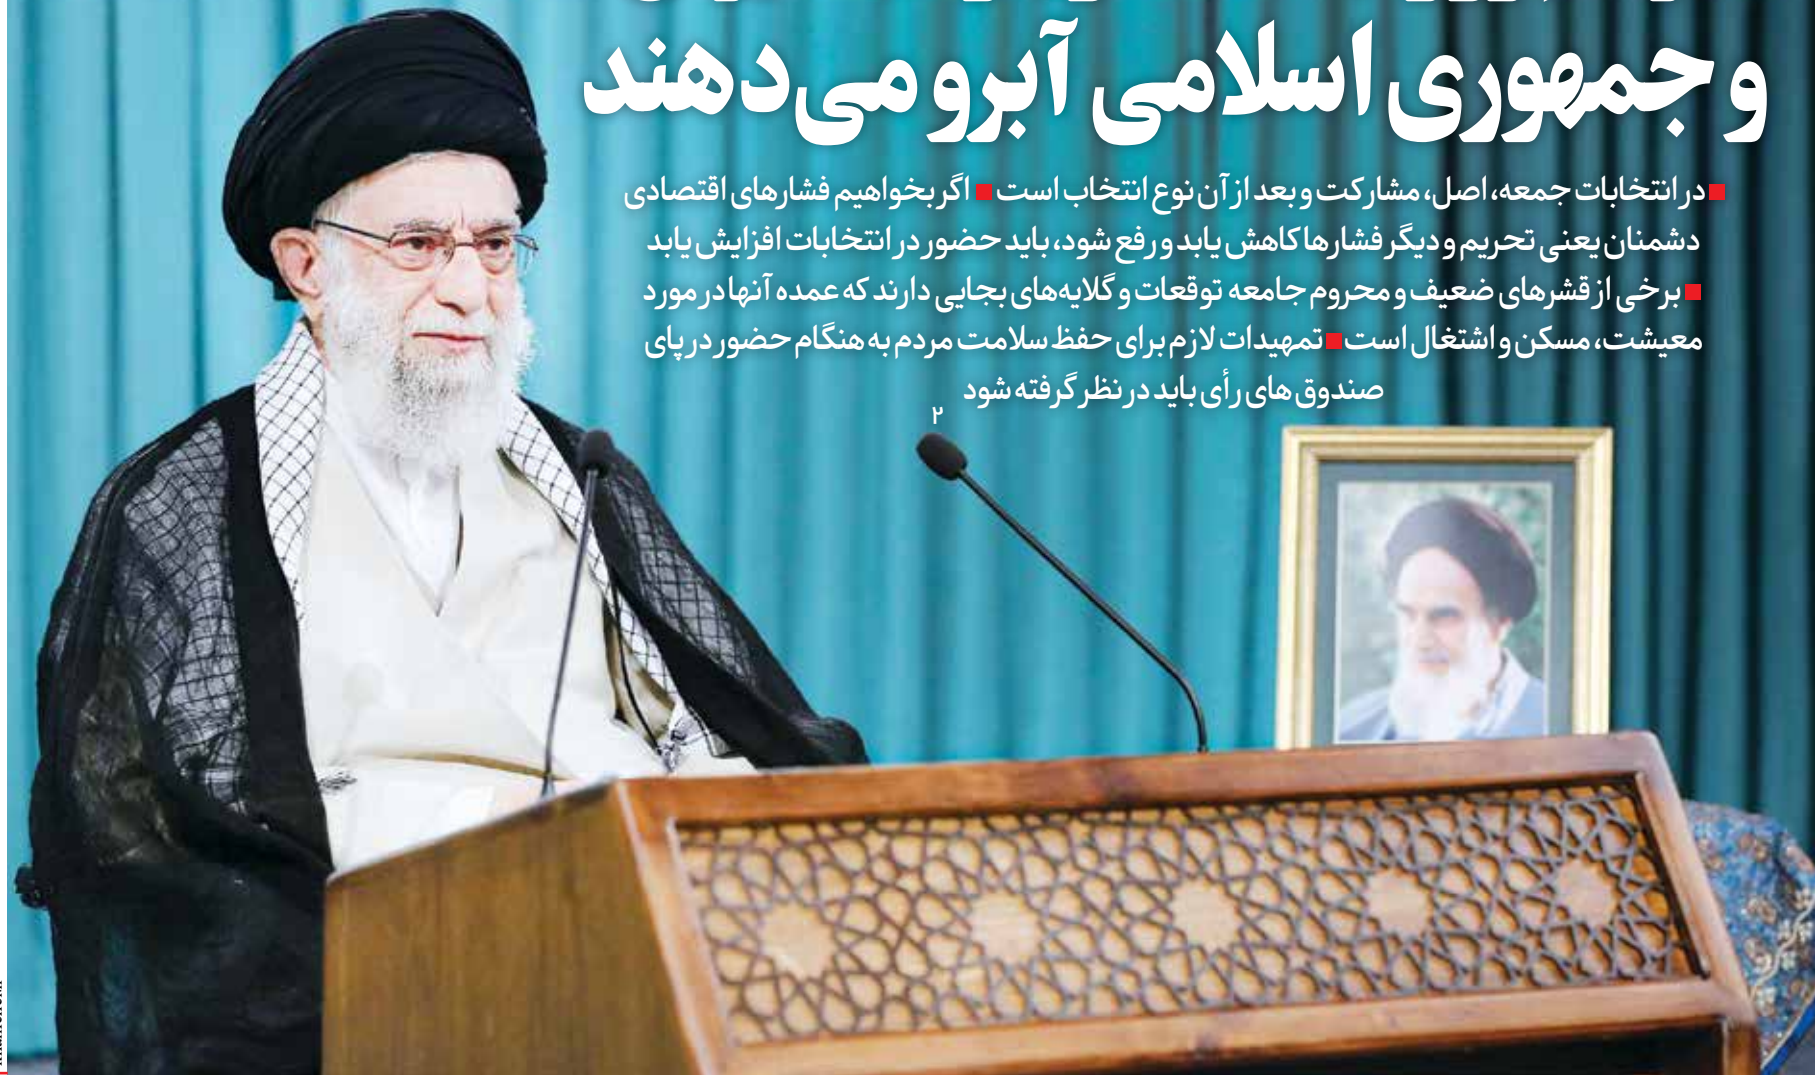 و جمهوری اسلامی آبرو می‌دهند
■ در انتخابات جمعه، اصل، مشارکت و بعد از آن نوع انتخاب است ■ اگر بخواهیم فشارهای اقتصادی
دشمنان یعنی تحریم و دیگر فشارها کاهش یابد و رفع شود، باید حضور در انتخابات افزایش یابد
■ برخی از قشرهای ضعیف و محروم جامعه توقعات و گلایه‌های بجایی دارند که عمده آنها در مورد
معیشت، مسکن و اشتغال است ■ تمهیدات لازم برای حفظ سلامت مردم به هنگام حضور در پای
صندوق های رأی باید در نظر گرفته شود
۲